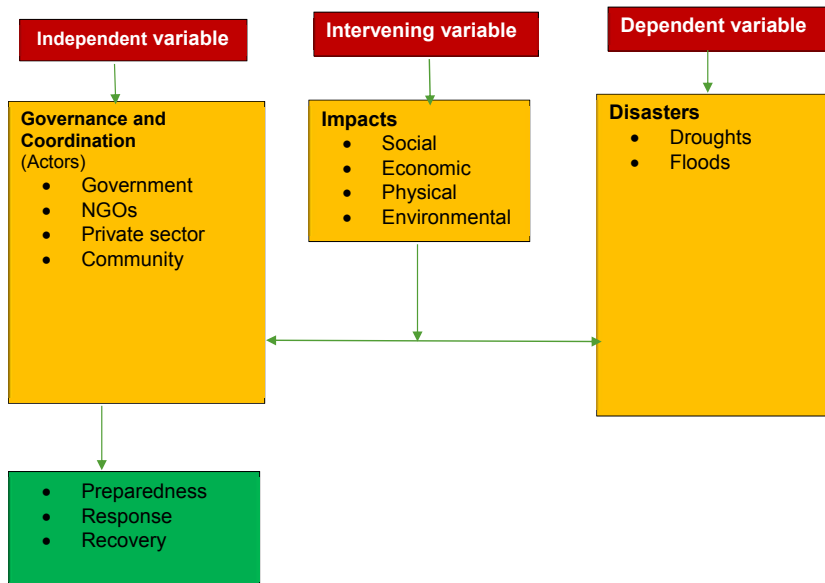 Independent variable
Intervening variable
Dependent variable
Governance and
Coordination
(Actors)
• Government
• NGOs
• Private sector
• Community
Impacts
• Social
• Economic
• Physical
• Environmental
Disasters
• Droughts
• Floods
• Preparedness
• Response
• Recovery